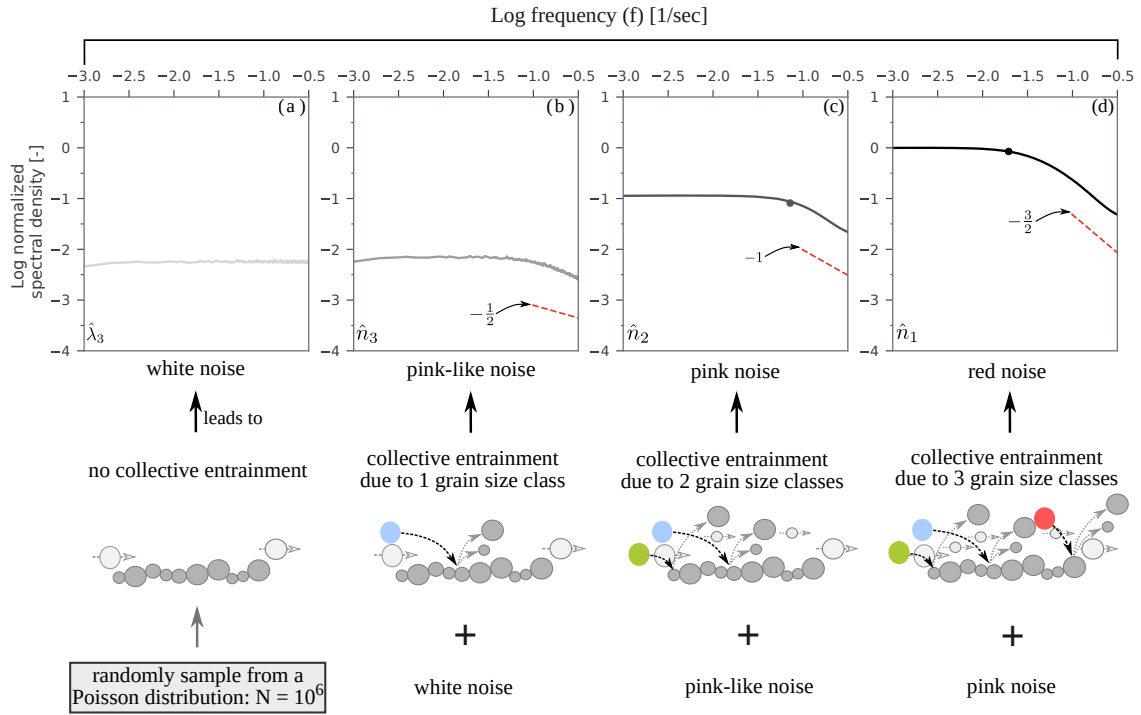 Log frequency (f) [1/sec]
−3.0 −2.5 −2.0 −1.5 −1.0 −0.5
−3.0 −2.5 −2.0 −1.5 −1.0 −0.5
−3.0 −2.5 −2.0 −1.5 −1.0 −0.5
−3.0 −2.5 −2.0 −1.5 −1.0 −0.5
Log normalized
spectral density [-]
1
0
−1
−2
−3
−4
(a)
λ̂₃
1
0
−1
−2
−3
−4
(b)
−1/2
n̂₃
1
0
−1
−2
−3
−4
(c)
−1
n̂₂
1
0
−1
−2
−3
−4
(d)
−3/2
n̂₁
white noise
pink-like noise
pink noise
red noise
leads to
no collective entrainment
collective entrainment
due to 1 grain size class
collective entrainment
due to 2 grain size classes
collective entrainment
due to 3 grain size classes
+
+
+
randomly sample from a
Poisson distribution: N = 10⁶
white noise
pink-like noise
pink noise